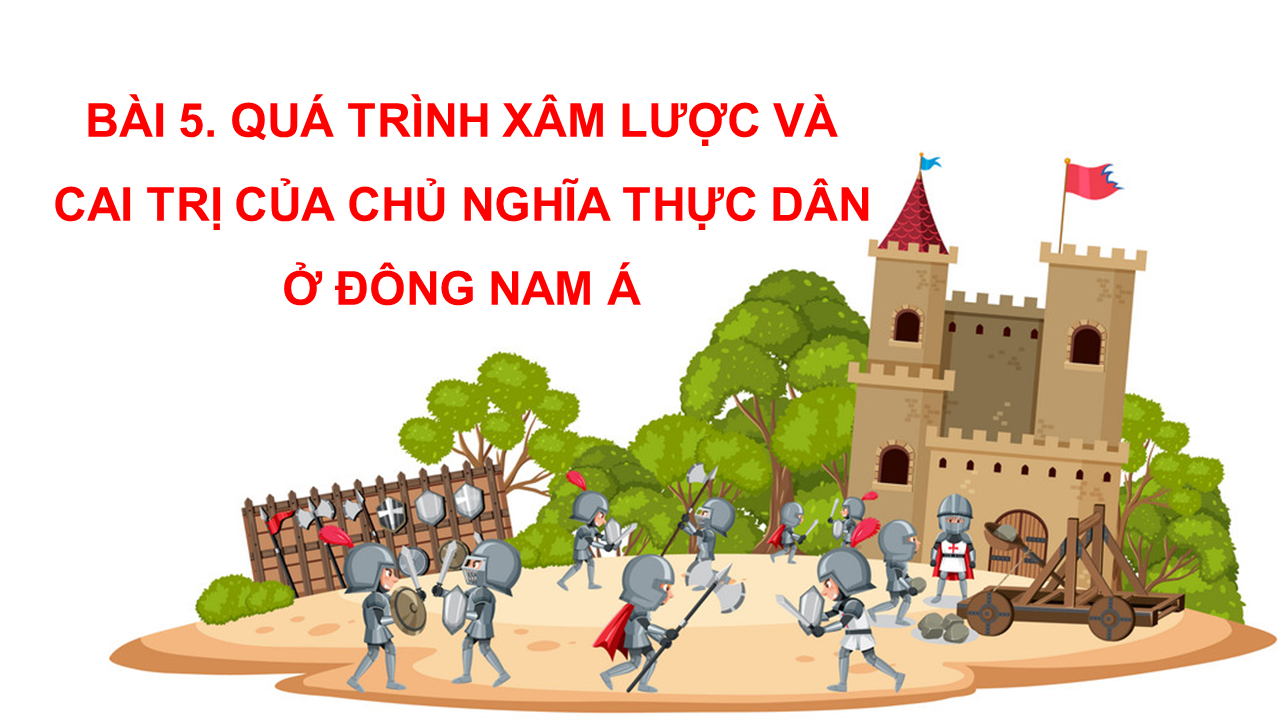 BÀI 5. QUÁ TRÌNH XÂM LƯỢC VÀ
CAI TRỊ CỦA CHỦ NGHĨA THỰC DÂN
Ở ĐÔNG NAM Á